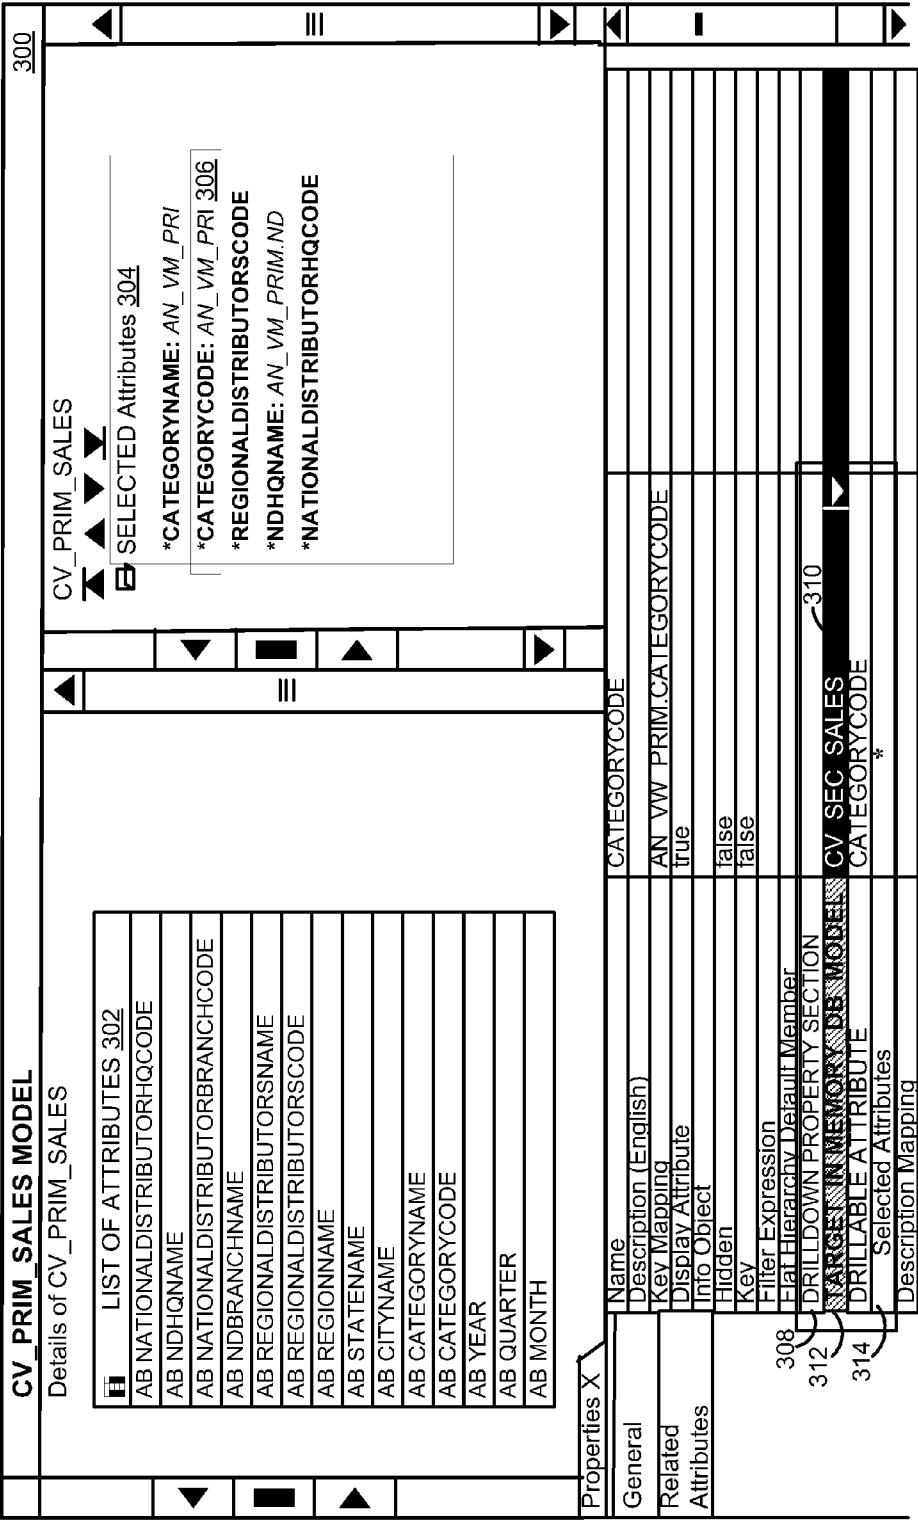 300
CV_PRIM_SALES MODEL
Details of CV_PRIM_SALES
LIST OF ATTRIBUTES 302
AB NATIONALDISTRIBUTORHQCODE
AB NDHQNAME
AB NATIONALDISTRIBUTORBRANCHCODE
AB NDBRANCHNAME
AB REGIONALDISTRIBUTORSNAME
AB REGIONALDISTRIBUTORSCODE
AB REGIONNAME
AB STATENAME
AB CITYNAME
AB CATEGORYNAME
AB CATEGORYCODE
AB YEAR
AB QUARTER
AB MONTH
CV_PRIM_SALES
SELECTED Attributes 304
*CATEGORYNAME: AN_VM_PRI
*CATEGORYCODE: AN_VM_PRI 306
*REGIONALDISTRIBUTORSCODE
*NDHQNAME: AN_VM_PRIM.ND
*NATIONALDISTRIBUTORHQCODE
Properties X
General
Related
Attributes
Name CATEGORYCODE
Description (English)
Key Mapping AN_VW_PRIM.CATEGORYCODE
Display Attribute true
Info Object
Hidden false
Key false
Filter Expression
Flat Hierarchy Default Member
308 DRILLDOWN PROPERTY SECTION
312 TARGET IN MEMORY DB MODEL CV_SEC_SALES 310
314 DRILLABLE ATTRIBUTE CATEGORYCODE
Selected Attributes *
Description Mapping